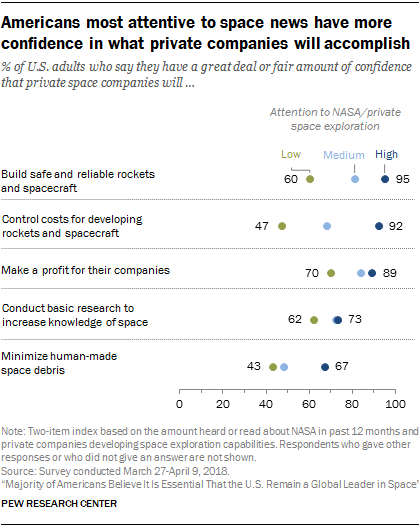 Americans most attentive to space news have more
confidence in what private companies will accomplish
% of U.S. adults who say they have a great deal or fair amount of confidence
that private space companies will ...
Attention to NASA/private
space exploration
Low Medium High
Build safe and reliable rockets
and spacecraft
60 95
Control costs for developing
rockets and spacecraft
47 92
Make a profit for their companies
70 89
Conduct basic research to
increase knowledge of space
62 73
Minimize human-made
space debris
43 67
0 20 40 60 80 100
Note: Two-item index based on the amount heard or read about NASA in past 12 months and
private companies developing space exploration capabilities. Respondents who gave other
responses or who did not give an answer are not shown.
Source: Survey conducted March 27-April 9, 2018.
“Majority of Americans Believe It Is Essential That the U.S. Remain a Global Leader in Space”
PEW RESEARCH CENTER